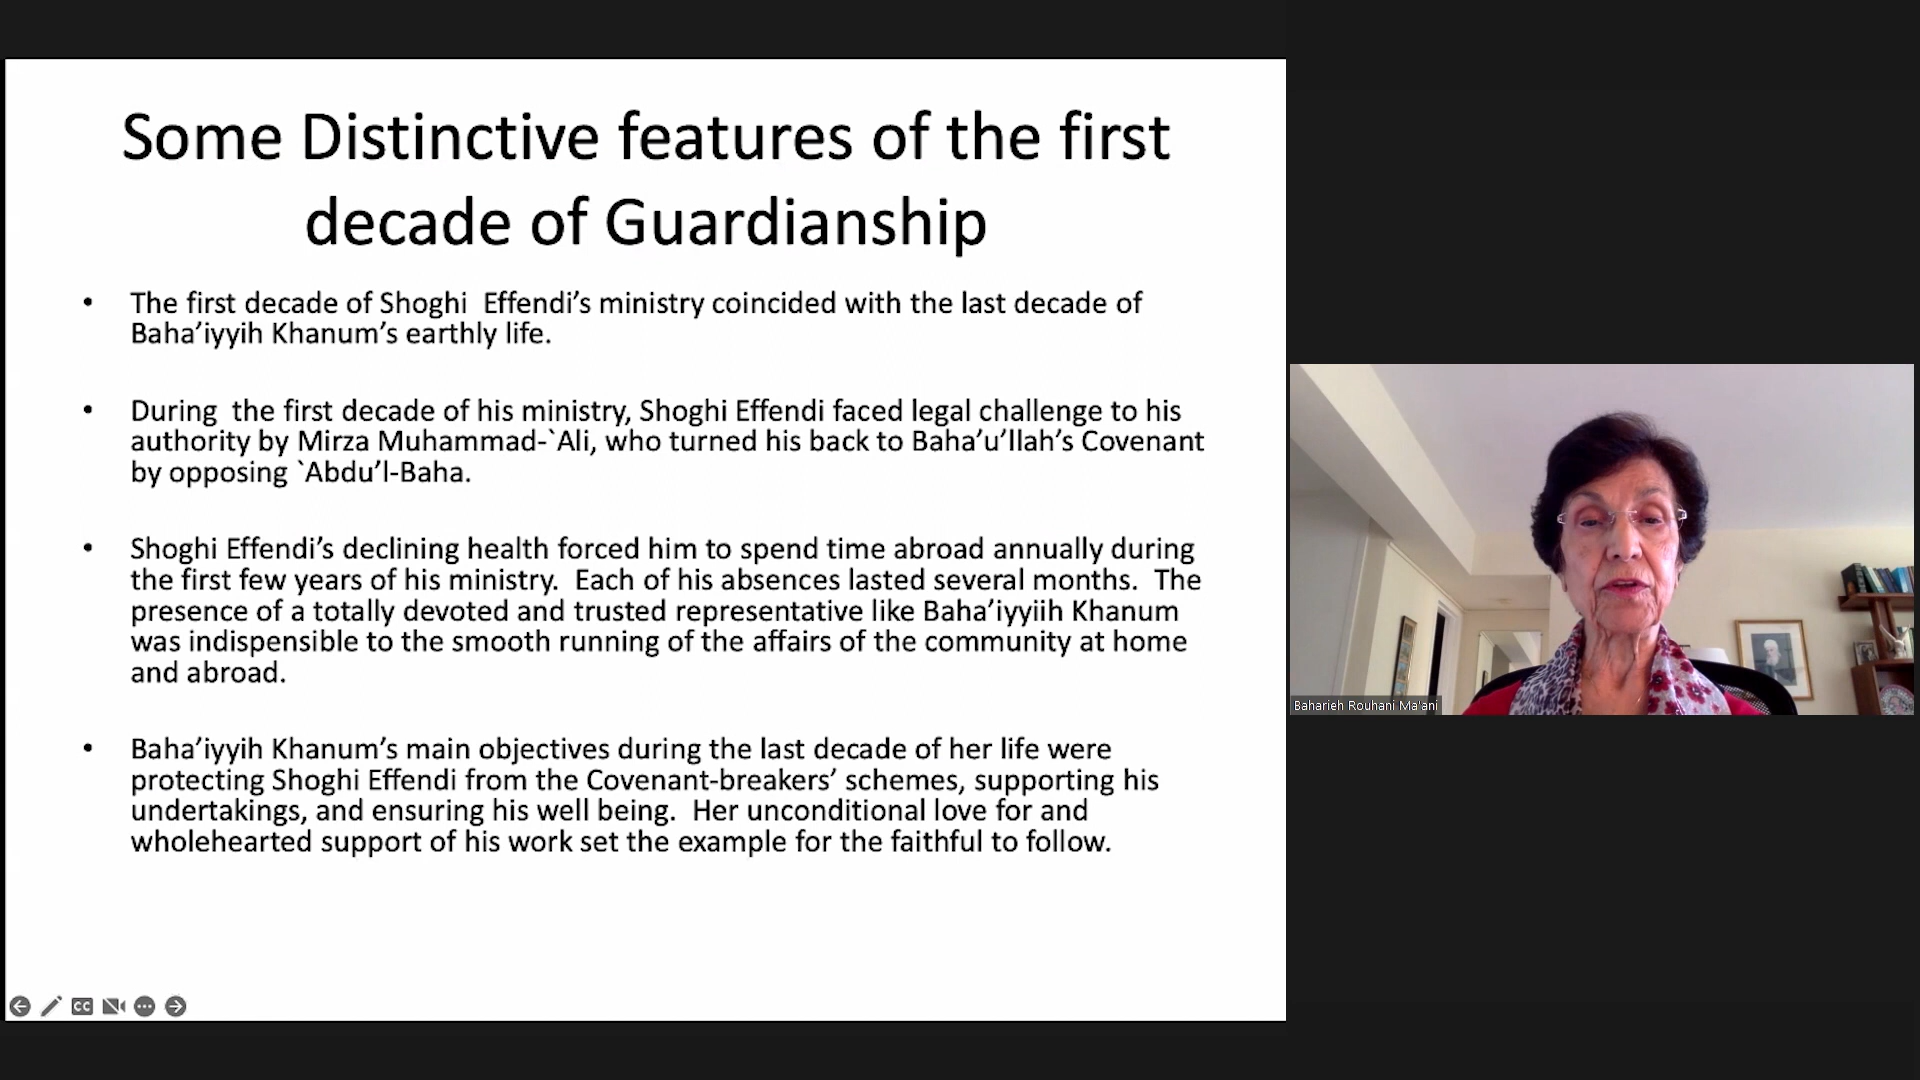 Some Distinctive features of the first
decade of Guardianship
• The first decade of Shoghi  Effendi’s ministry coincided with the last decade of
Baha’iyyih Khanum’s earthly life.
• During  the first decade of his ministry, Shoghi Effendi faced legal challenge to his
authority by Mirza Muhammad-`Ali, who turned his back to Baha’u’llah’s Covenant
by opposing `Abdu’l-Baha.
• Shoghi Effendi’s declining health forced him to spend time abroad annually during
the first few years of his ministry.  Each of his absences lasted several months.  The
presence of a totally devoted and trusted representative like Baha’iyyiih Khanum
was indispensible to the smooth running of the affairs of the community at home
and abroad.
• Baha’iyyih Khanum’s main objectives during the last decade of her life were
protecting Shoghi Effendi from the Covenant-breakers’ schemes, supporting his
undertakings, and ensuring his well being.  Her unconditional love for and
wholehearted support of his work set the example for the faithful to follow.
CC
Baharieh Rouhani Ma'ani